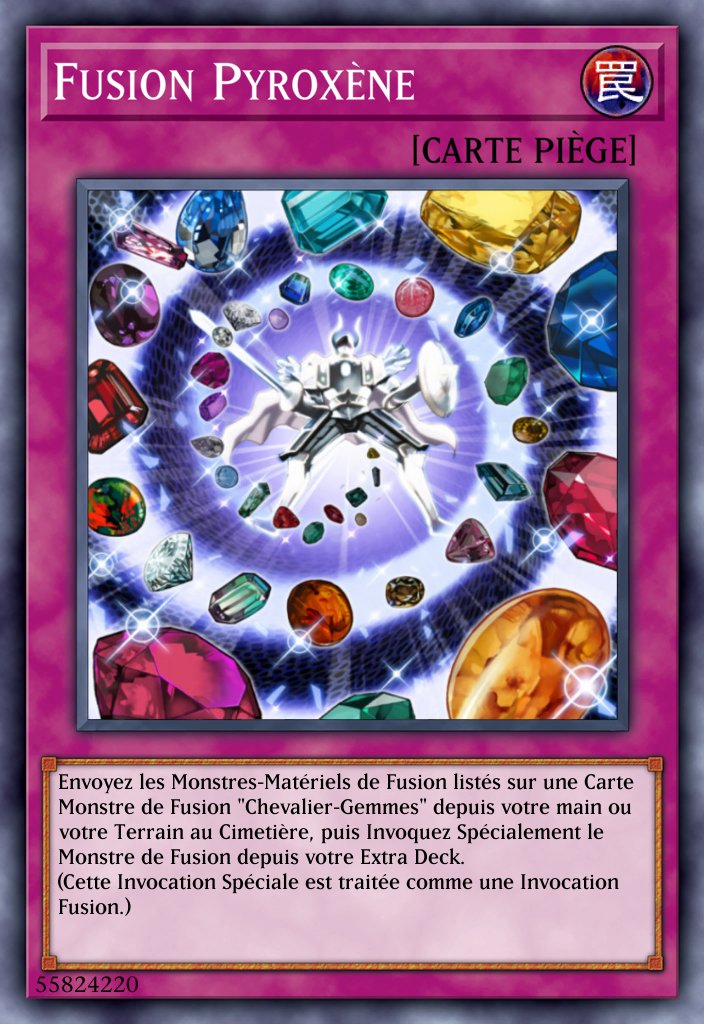 Fusion Pyroxène
罠
[CARTE PIÈGE]
Envoyez les Monstres-Matériels de Fusion listés sur une Carte
Monstre de Fusion "Chevalier-Gemmes" depuis votre main ou
votre Terrain au Cimetière, puis Invoquez Spécialement le
Monstre de Fusion depuis votre Extra Deck.
(Cette Invocation Spéciale est traitée comme une Invocation
Fusion.)
55824220